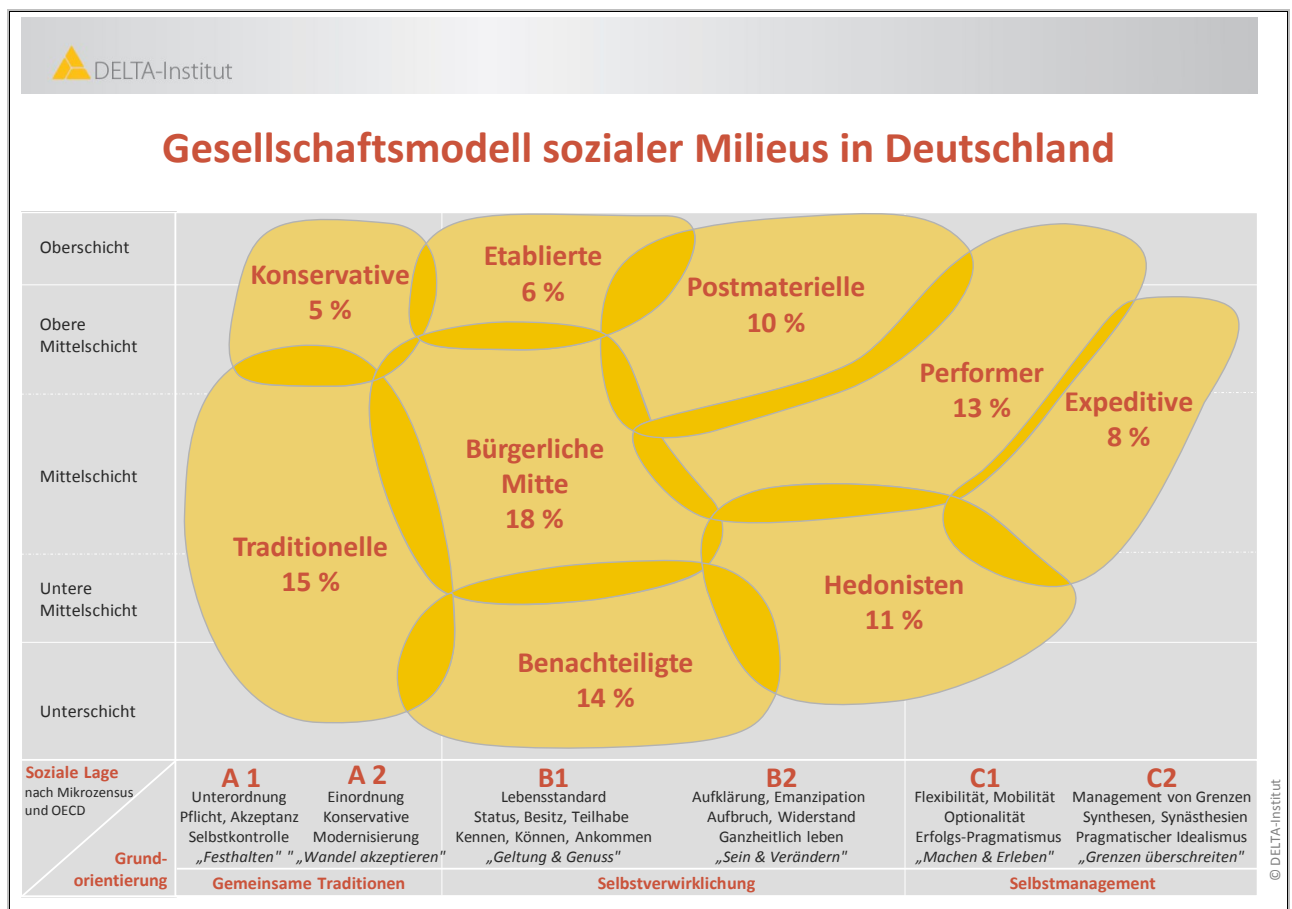 DELTA-Institut
Gesellschaftsmodell sozialer Milieus in Deutschland
Oberschicht
Obere
Mittelschicht
Mittelschicht
Untere
Mittelschicht
Unterschicht
Konservative
5 %
Etablierte
6 %
Postmaterielle
10 %
Performer
13 %
Expeditive
8 %
Bürgerliche
Mitte
18 %
Traditionelle
15 %
Hedonisten
11 %
Benachteiligte
14 %
Soziale Lage
nach Mikrozensus
und OECD
Grund-
orientierung
A 1
Unterordnung
Pflicht, Akzeptanz
Selbstkontrolle
„Festhalten" "
A 2
Einordnung
Konservative
Modernisierung
„Wandel akzeptieren"
B1
Lebensstandard
Status, Besitz, Teilhabe
Kennen, Können, Ankommen
„Geltung & Genuss"
B2
Aufklärung, Emanzipation
Aufbruch, Widerstand
Ganzheitlich leben
„Sein & Verändern"
C1
Flexibilität, Mobilität
Optionalität
Erfolgs-Pragmatismus
„Machen & Erleben"
C2
Management von Grenzen
Synthesen, Synästhesien
Pragmatischer Idealismus
„Grenzen überschreiten"
Gemeinsame Traditionen
Selbstverwirklichung
Selbstmanagement
© DELTA-Institut